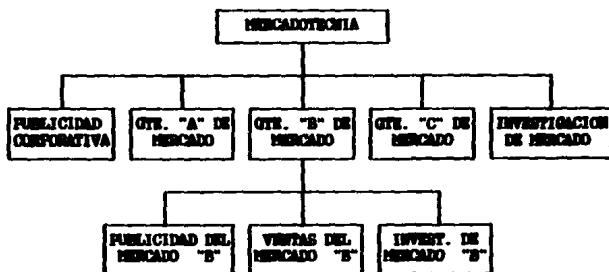 MERCADOTECNIA
PUBLICIDAD
CORPORATIVA
GTE. "A" DE
MERCADO
GTE. "B" DE
MERCADO
GTE. "C" DE
MERCADO
INVESTIGACION
DE MERCADO
PUBLICIDAD DEL
MERCADO "B"
VENTAS DEL
MERCADO "B"
INVEST. DE
MERCADO "B"